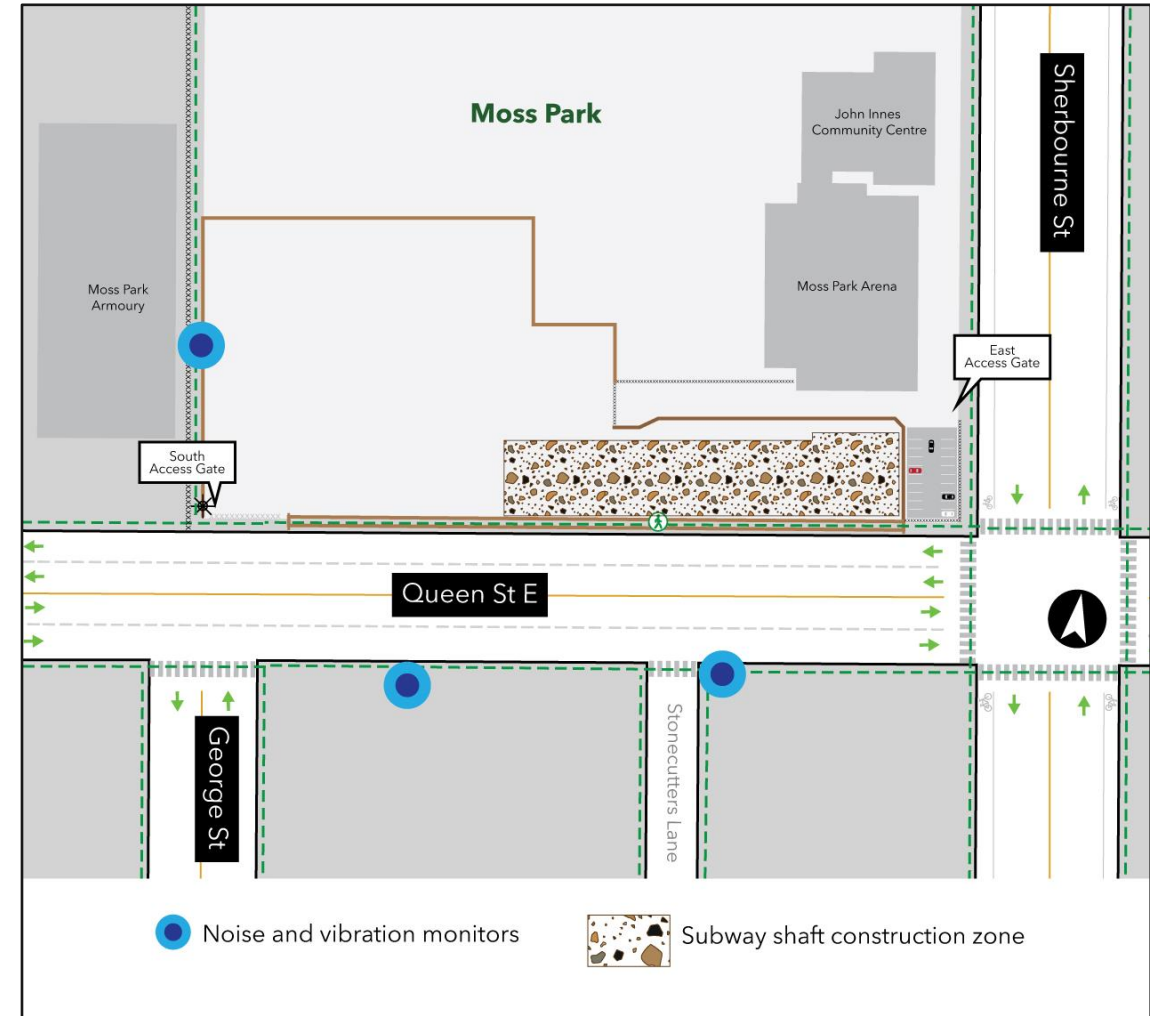 Moss Park
John Innes
Community Centre
Sherbourne St
Moss Park
Armoury
Moss Park Arena
East
Access Gate
South
Access Gate
Queen St E
George St
Stonecutters Lane
Noise and vibration monitors
Subway shaft construction zone